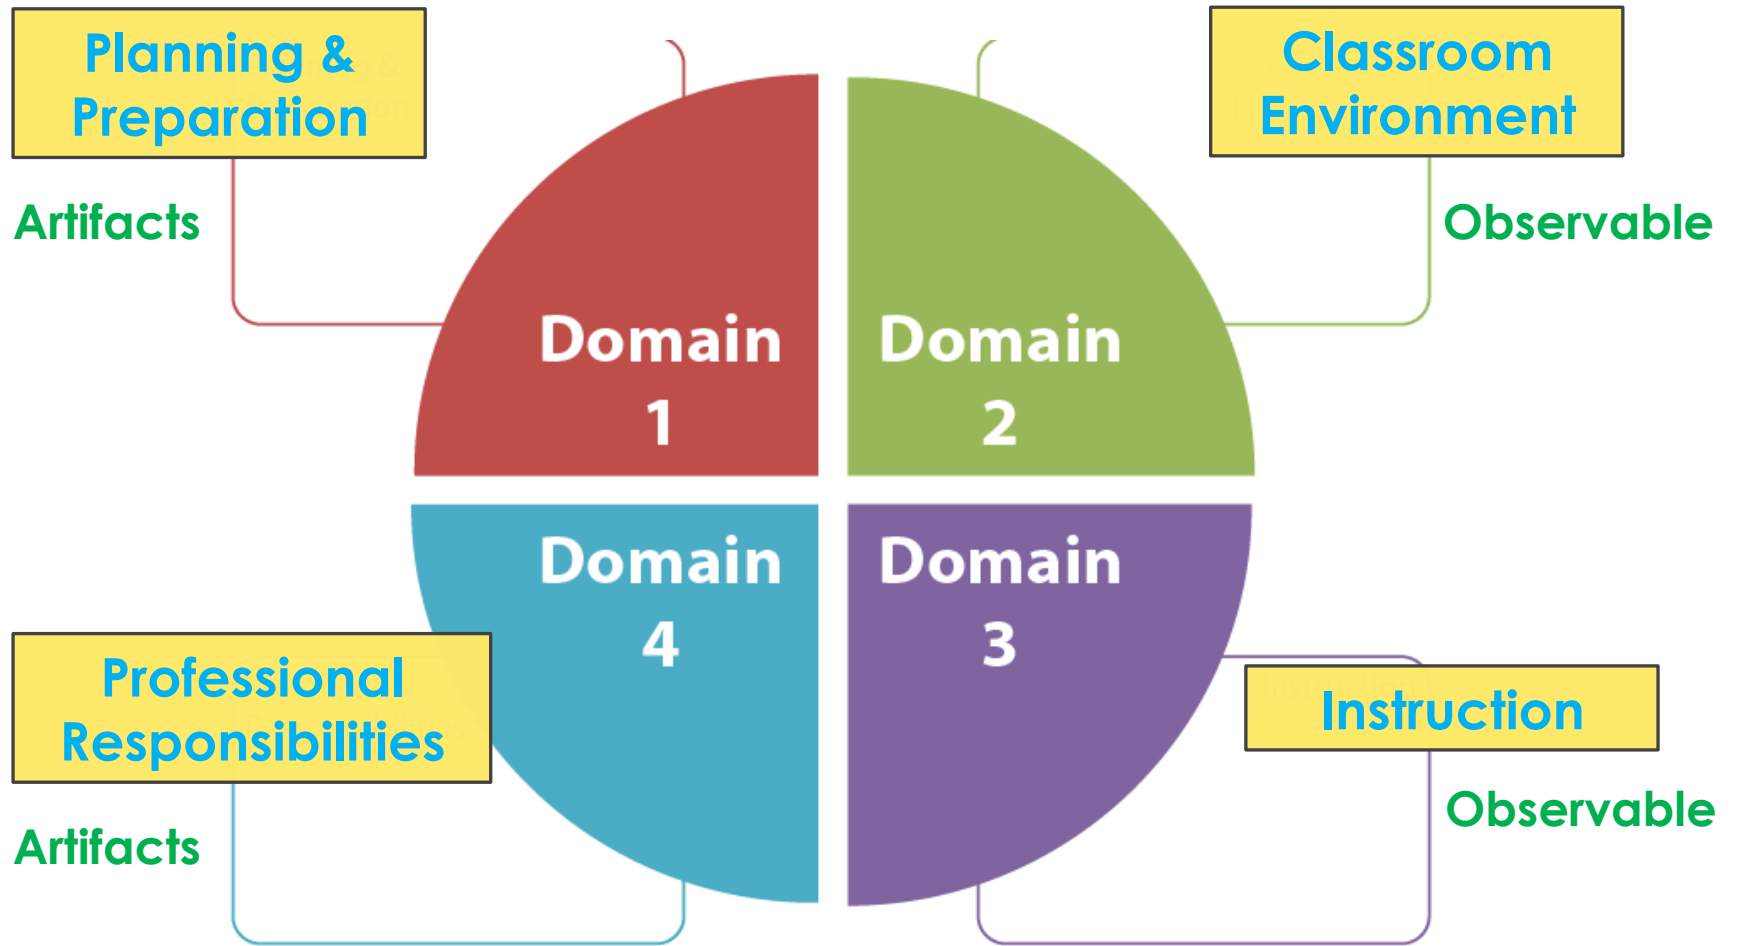 Planning &
Preparation
Classroom
Environment
Artifacts
Observable
Domain
1
Domain
2
Domain
4
Domain
3
Professional
Responsibilities
Instruction
Artifacts
Observable